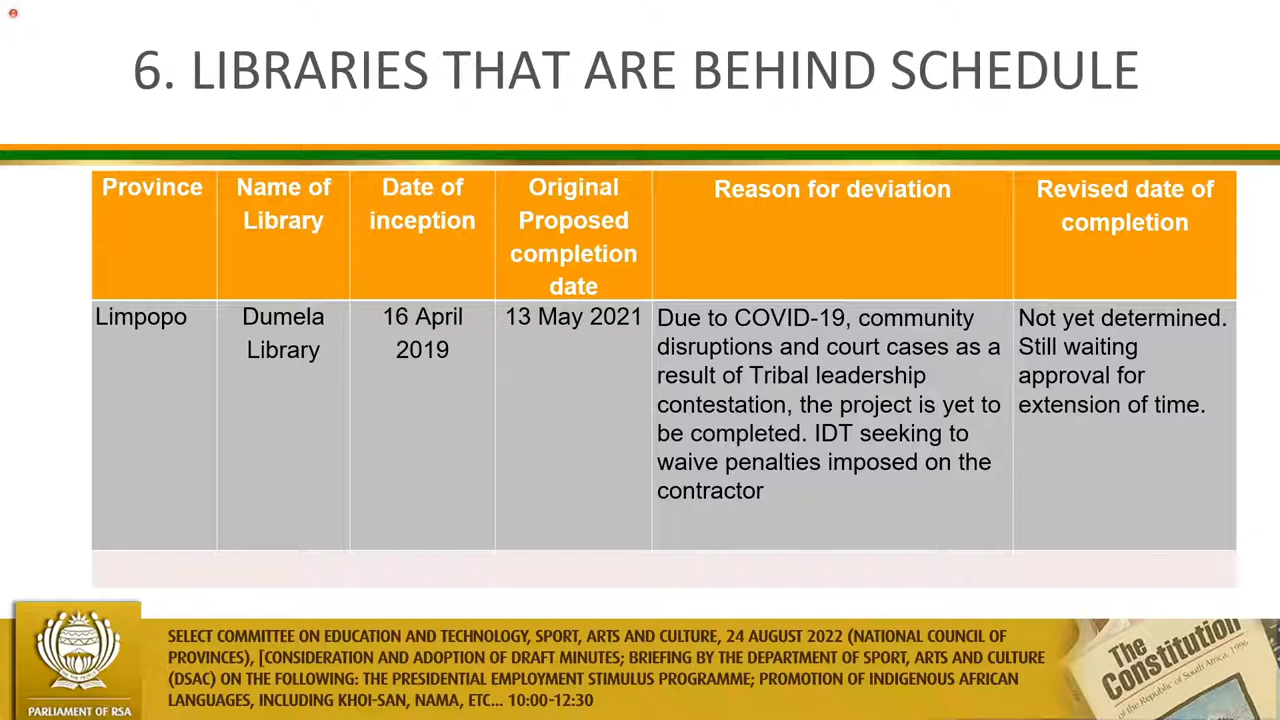 6. LIBRARIES THAT ARE BEHIND SCHEDULE
Province
Name of
Library
Date of
inception
Original
Proposed
completion
date
Reason for deviation
Revised date of
completion
Limpopo
Dumela
Library
16 April
2019
13 May 2021
Due to COVID-19, community
disruptions and court cases as a
result of Tribal leadership
contestation, the project is yet to
be completed. IDT seeking to
waive penalties imposed on the
contractor
Not yet determined.
Still waiting
approval for
extension of time.
SELECT COMMITTEE ON EDUCATION AND TECHNOLOGY, SPORT, ARTS AND CULTURE, 24 AUGUST 2022 (NATIONAL COUNCIL OF
PROVINCES), [CONSIDERATION AND ADOPTION OF DRAFT MINUTES; BRIEFING BY THE DEPARTMENT OF SPORT, ARTS AND CULTURE
(DSAC) ON THE FOLLOWING: THE PRESIDENTIAL EMPLOYMENT STIMULUS PROGRAMME; PROMOTION OF INDIGENOUS AFRICAN
LANGUAGES, INCLUDING KHOI-SAN, NAMA, ETC... 10:00-12:30
PARLIAMENT OF RSA
The
Constitution
of the Republic of South Africa, 1996